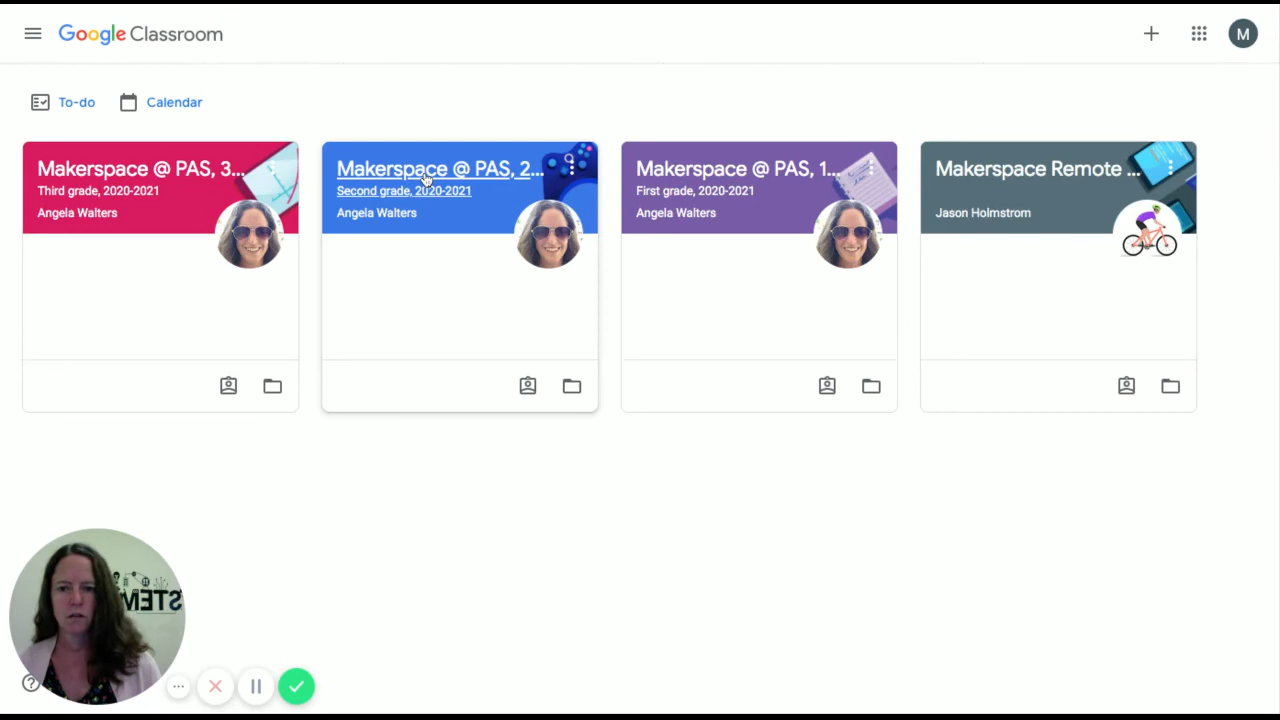 Google Classroom
M
To-do
Calendar
Makerspace @ PAS, 3...
Third grade, 2020-2021
Angela Walters
Makerspace @ PAS, 2...
Second grade, 2020-2021
Angela Walters
Makerspace @ PAS, 1...
First grade, 2020-2021
Angela Walters
Makerspace Remote ...
Jason Holmstrom
STEM